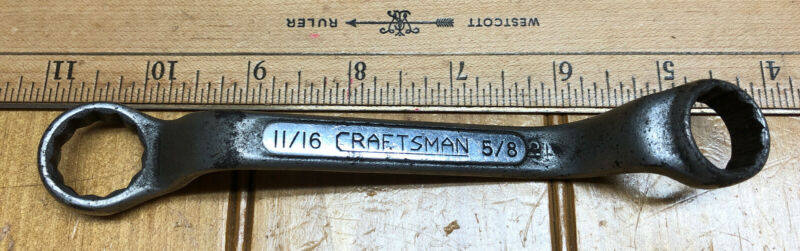 WESTCOTT RULER
11 10 9 8 7 6 5 4
11/16 CRAFTSMAN 5/8